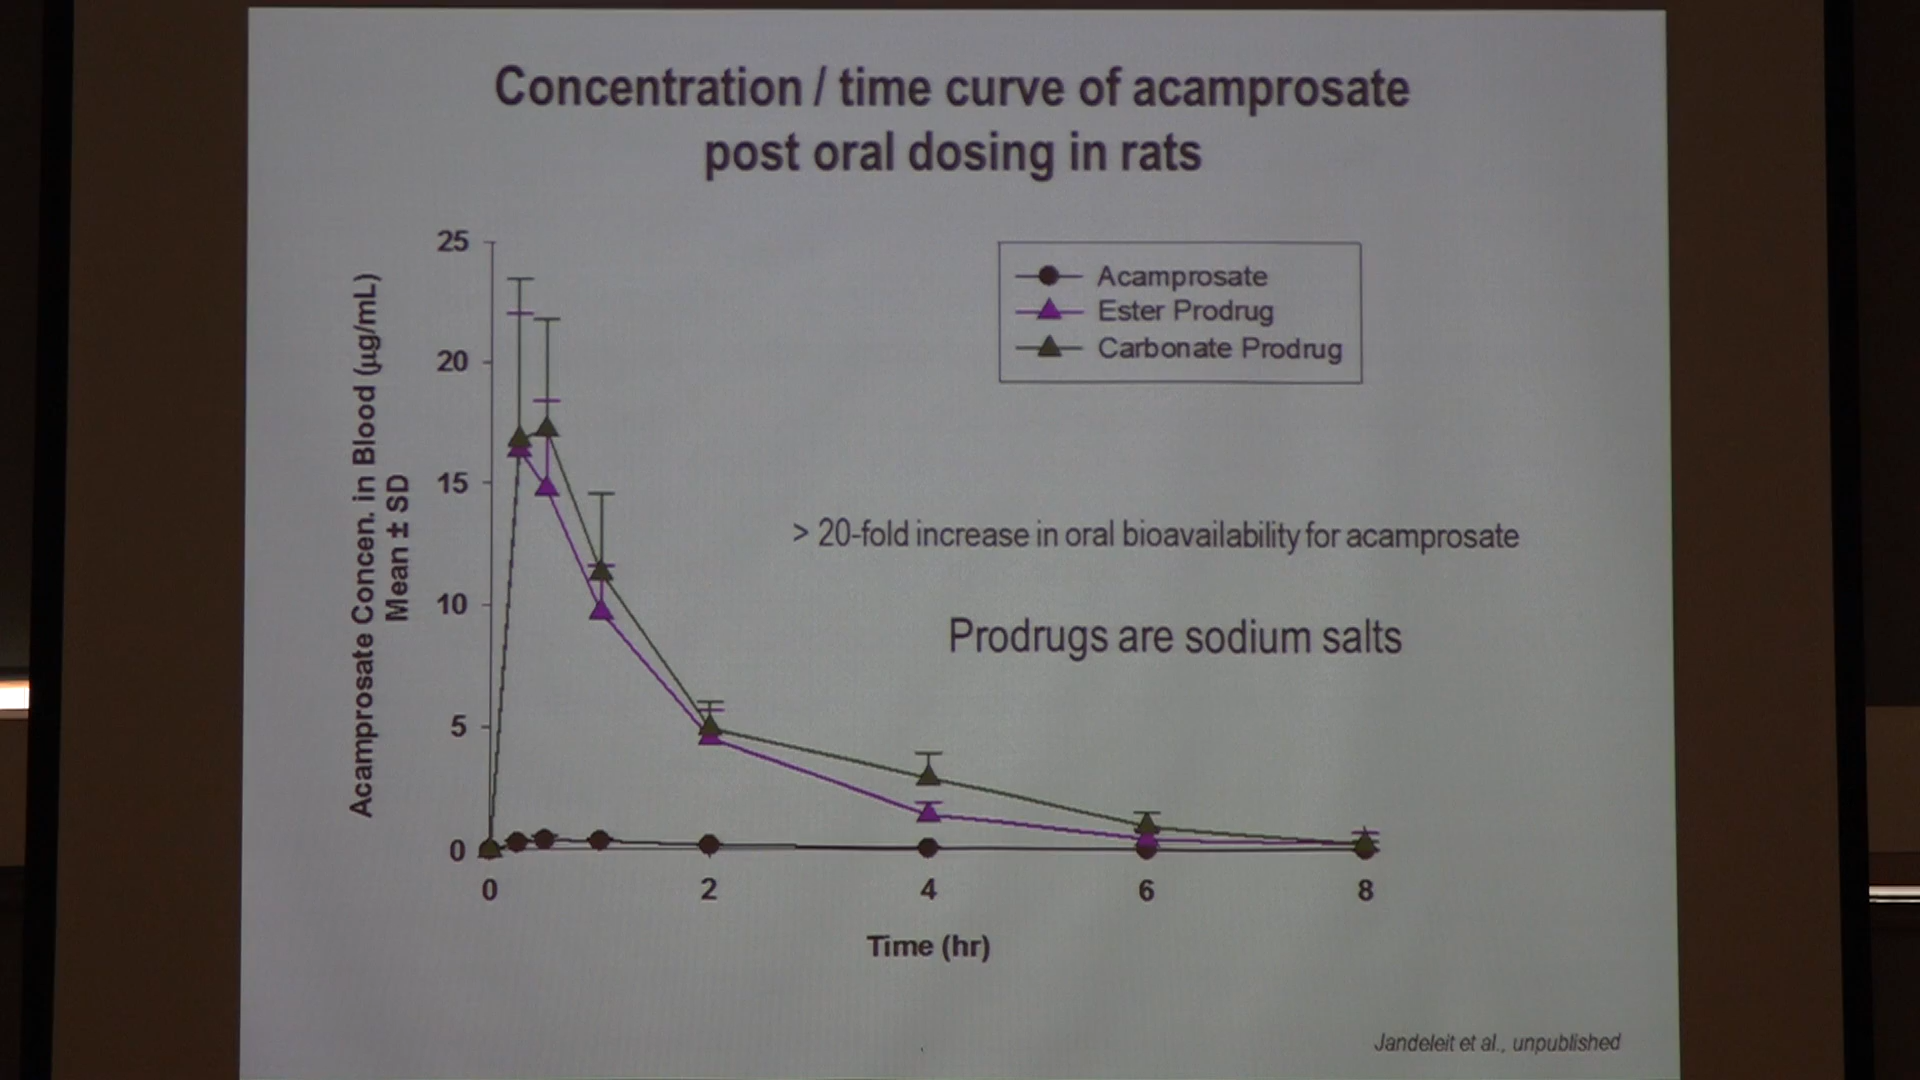 Concentration / time curve of acamprosate
post oral dosing in rats
Acamprosate Concen. in Blood (µg/mL)
Mean ± SD
25
20
15
10
5
0
Acamprosate
Ester Prodrug
Carbonate Prodrug
> 20-fold increase in oral bioavailability for acamprosate
Prodrugs are sodium salts
0 2 4 6 8
Time (hr)
Jandeleit et al., unpublished